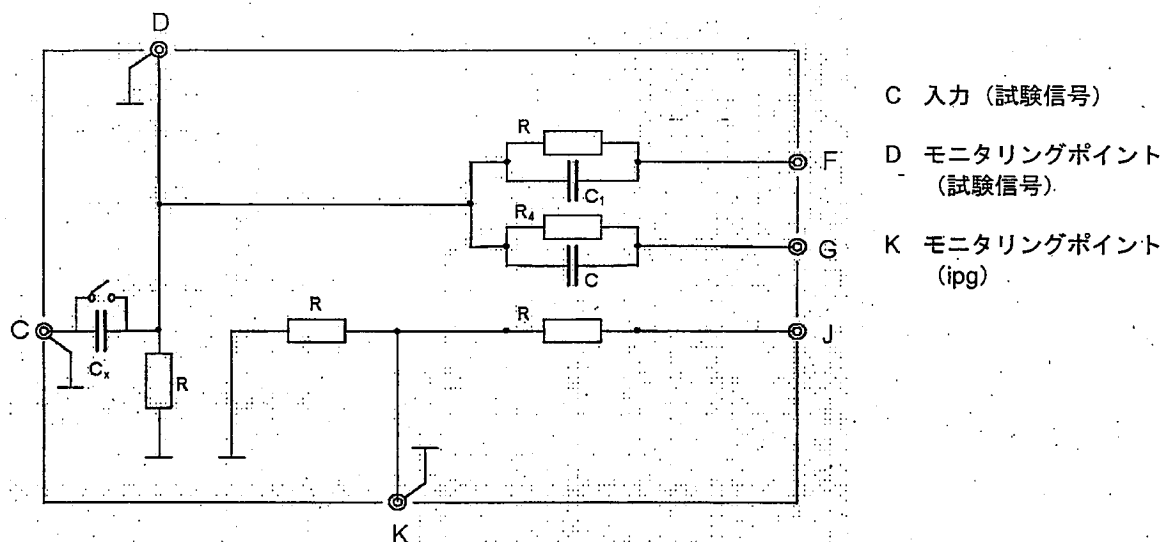 D
R
F
C₁
R₄
G
C
R
R
C
J
Cₓ
R
K
C 入力（試験信号）
D モニタリングポイント
（試験信号）
K モニタリングポイント
（ipg）